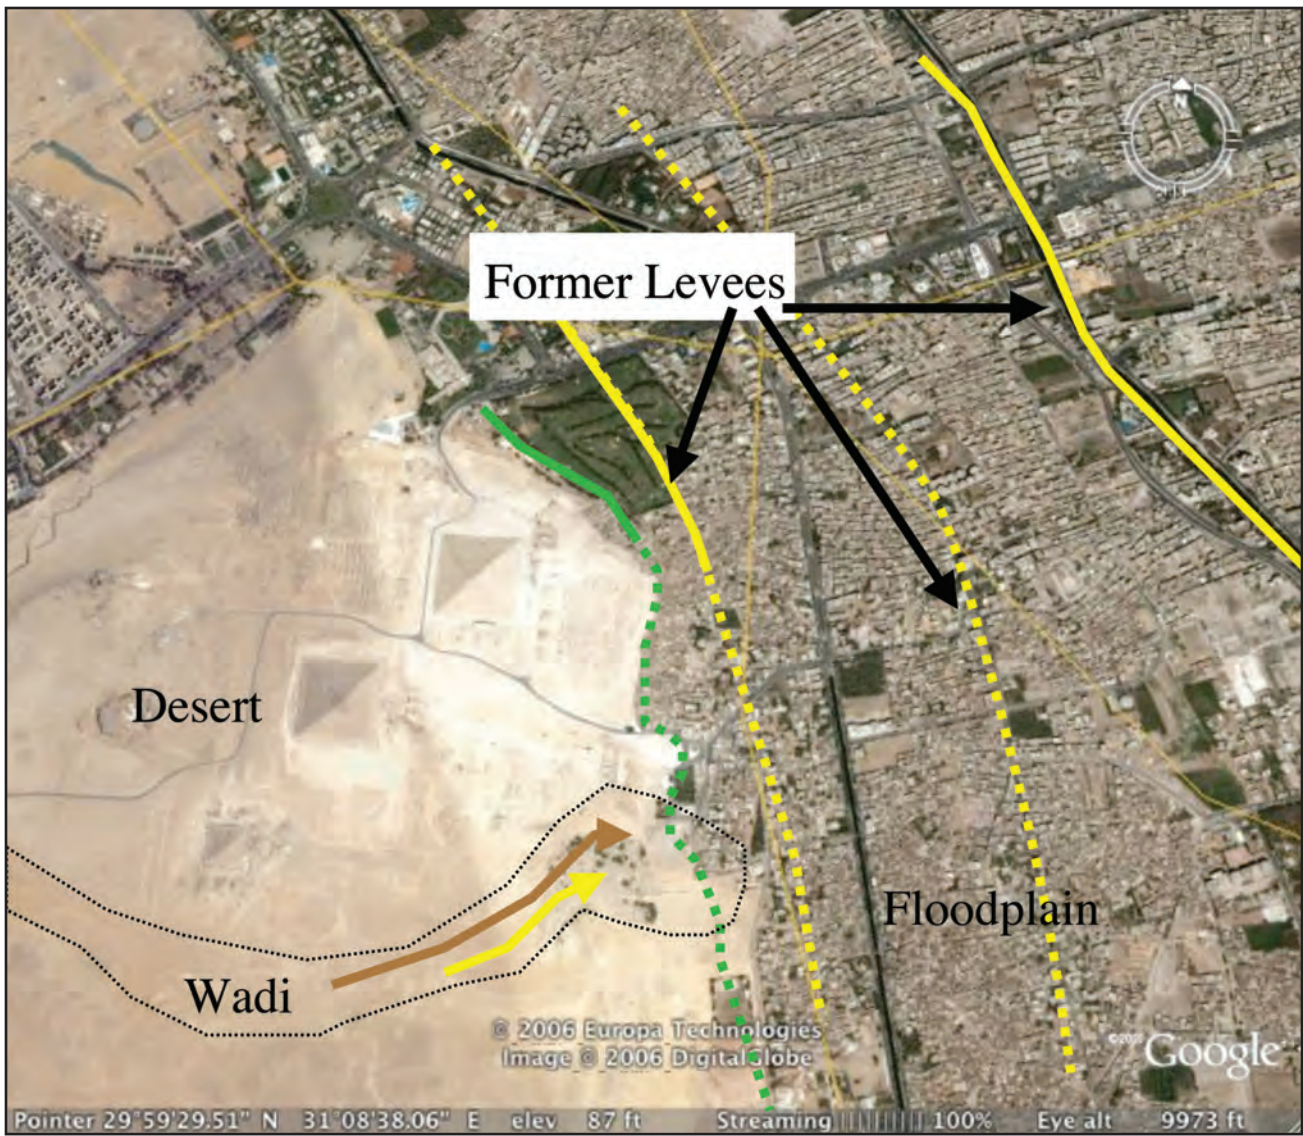 N
Former Levees
Desert
Floodplain
Wadi
© 2006 Europa Technologies
Image © 2006 DigitalGlobe
Google
Pointer 29°59'29.51" N 31°08'38.06" E elev 87 ft Streaming |||||||||| 100% Eye alt 9973 ft